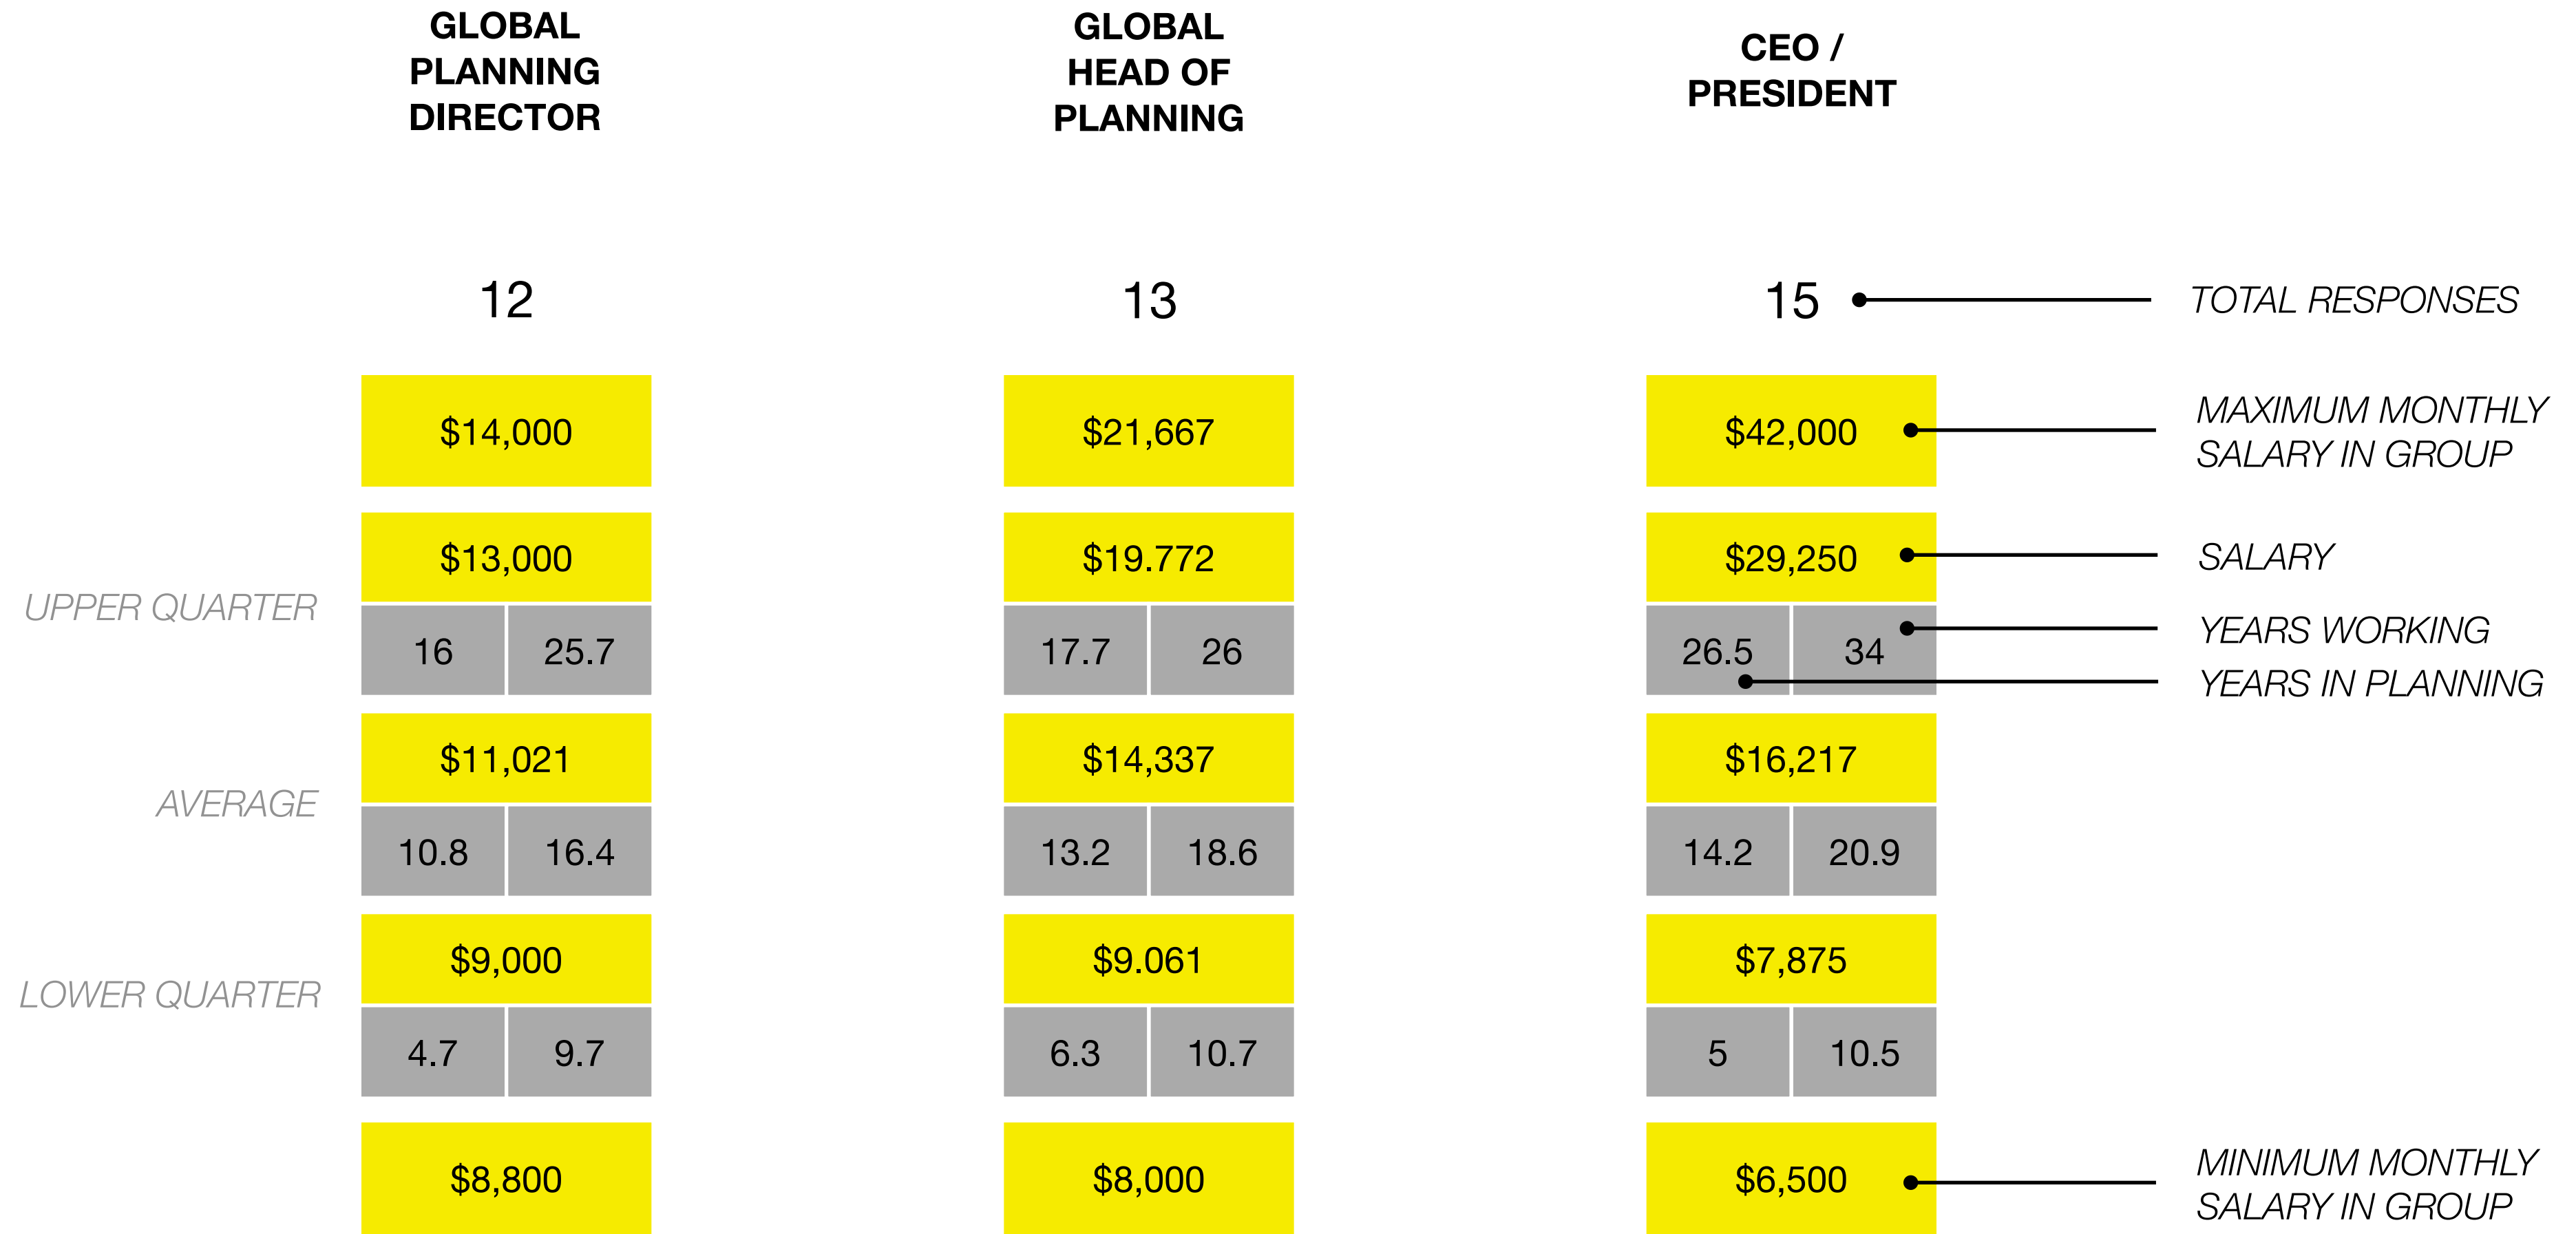 GLOBAL
PLANNING
DIRECTOR
GLOBAL
HEAD OF
PLANNING
CEO /
PRESIDENT
12
13
15
TOTAL RESPONSES
$14,000
$21,667
$42,000
MAXIMUM MONTHLY
SALARY IN GROUP
UPPER QUARTER
$13,000
$19.772
$29,250
SALARY
16
25.7
17.7
26
26.5
34
YEARS WORKING
YEARS IN PLANNING
AVERAGE
$11,021
$14,337
$16,217
10.8
16.4
13.2
18.6
14.2
20.9
LOWER QUARTER
$9,000
$9.061
$7,875
4.7
9.7
6.3
10.7
5
10.5
$8,800
$8,000
$6,500
MINIMUM MONTHLY
SALARY IN GROUP